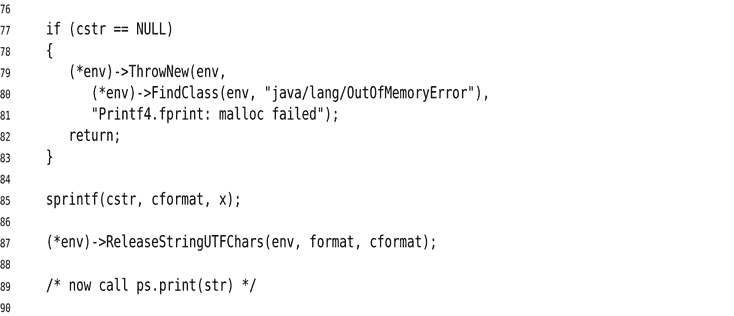 76
77 if (cstr == NULL)
78 {
79 (*env)->ThrowNew(env,
80 (*env)->FindClass(env, "java/lang/OutOfMemoryError"),
81 "Printf4.fprint: malloc failed");
82 return;
83 }
84
85 sprintf(cstr, cformat, x);
86
87 (*env)->ReleaseStringUTFChars(env, format, cformat);
88
89 /* now call ps.print(str) */
90